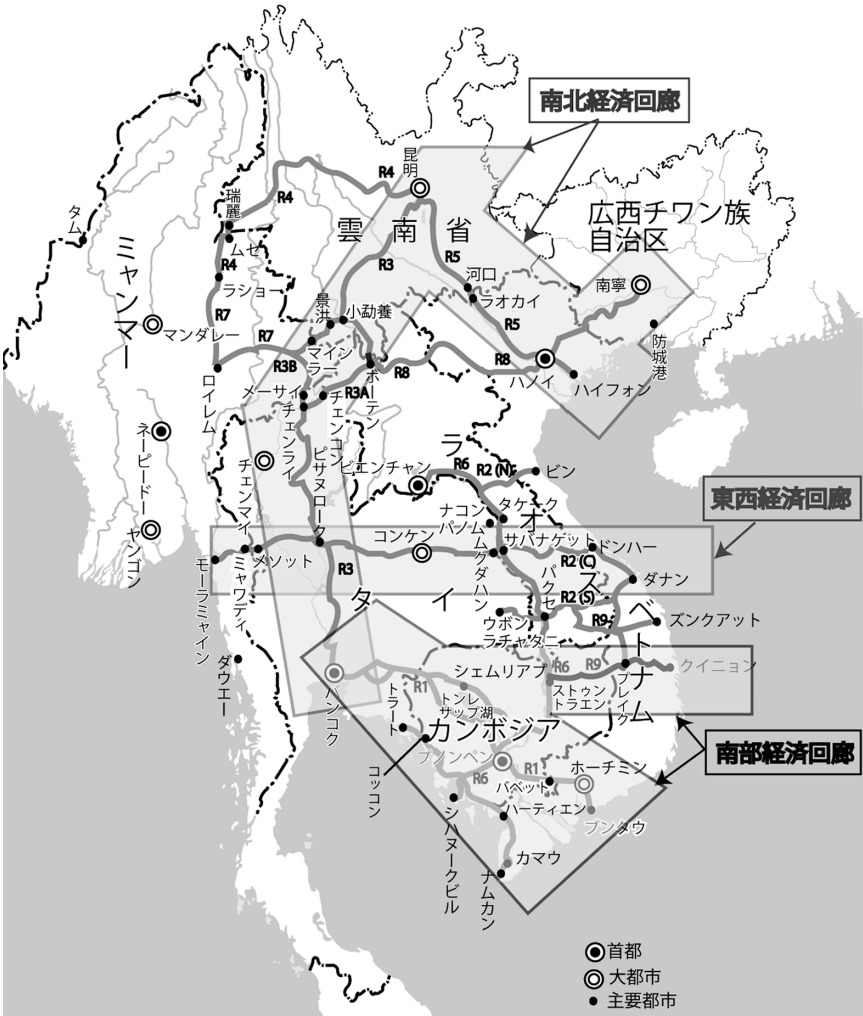 南北経済回廊
昆明
R4
R4
瑞麗
雲南省
広西チワン族
自治区
タム
ミャンマー
ムセ
R4
R3
R5
河口
南寧
ラショー
ラオカイ
R7
景洪
小勐養
R5
防城港
マンダレー
R7
マイン
ラー
R8
ハノイ
ロイレム
R3B
ボーテン
R8
ハイフォン
メーサイ
R3A
チェンコン
チェンライ
ネーピードー
ラオス
チェンマイ
ピサヌローク
ビエンチャン
R6
R2 (N)
ビン
東西経済回廊
ヤンゴン
ナコン
パノム
タケーク
コンケン
サバナゲット
ドンハー
モーラミャイン
ミャワディ
メソット
ムクダハン
R2 (C)
R3
タイ
パクセ
R2 (S)
ダナン
ベトナム
ウボン
ラチャタニ
R9
ズンクアット
ダウエー
シェムリアプ
R6
R9
クイニョン
バンコク
トラート
R1
トンレ
サップ湖
ストゥン
トラエン
プレイク
カンボジア
南部経済回廊
プノンペン
コッコン
R6
R1
バベット
ホーチミン
シハヌークビル
ハーティエン
ブンタウ
カマウ
ナムカン
首都
大都市
主要都市